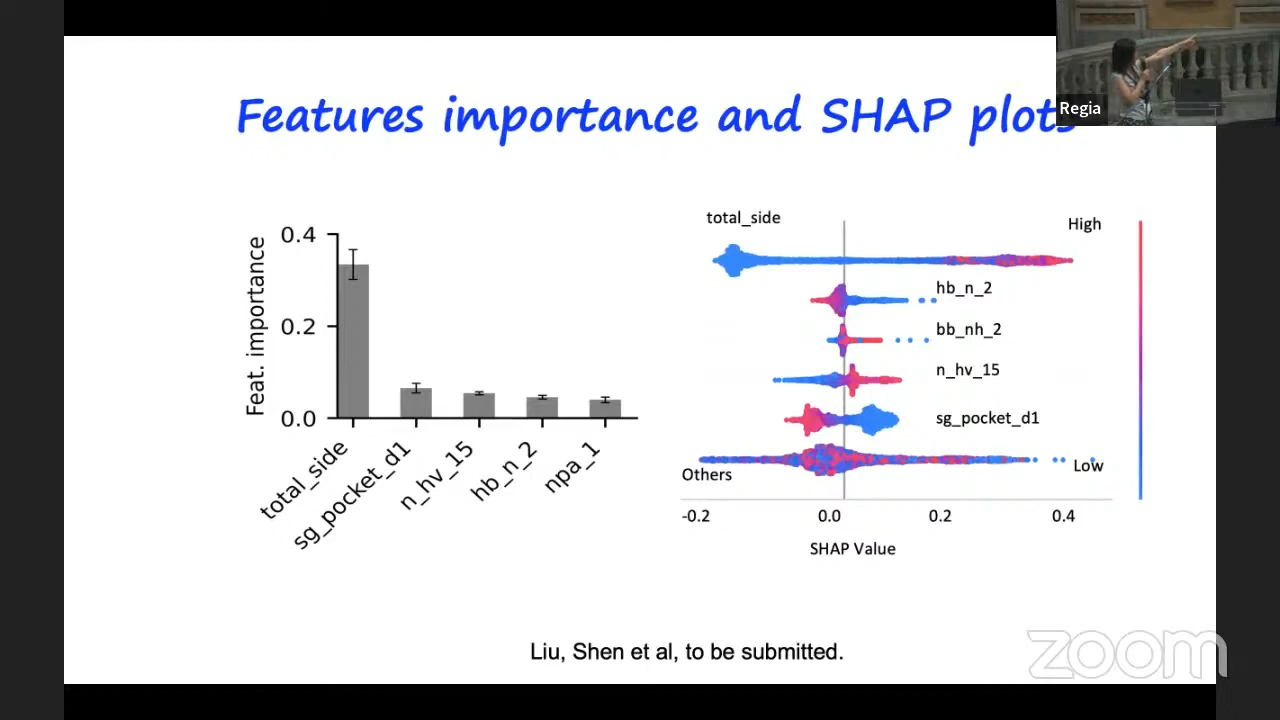 Regia
Features importance and SHAP plots
0.4
0.2
0.0
Feat. importance
total_side
sg_pocket_d1
n_hv_15
hb_n_2
npa_1
total_side
High
hb_n_2
bb_nh_2
n_hv_15
sg_pocket_d1
Low
Others
-0.2 0.0 0.2 0.4
SHAP Value
Liu, Shen et al, to be submitted.
zoom